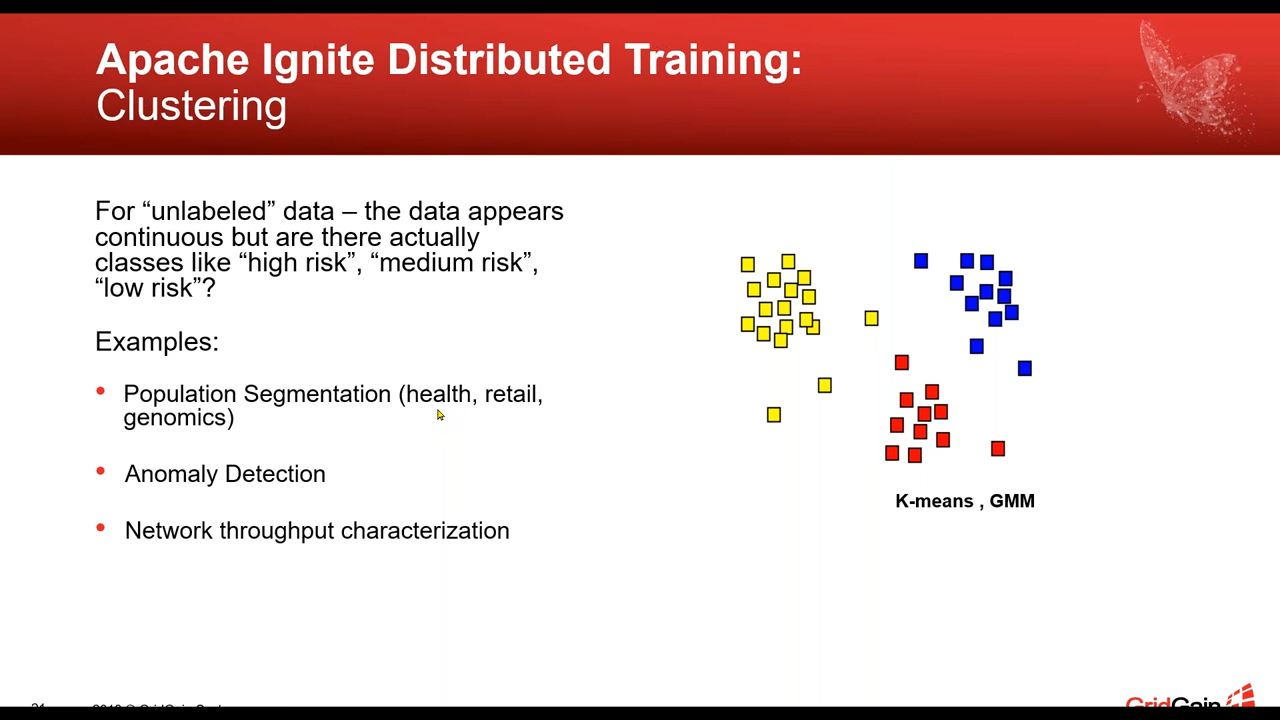 Apache Ignite Distributed Training:
Clustering
For “unlabeled” data – the data appears
continuous but are there actually
classes like “high risk”, “medium risk”,
“low risk”?
Examples:
• Population Segmentation (health, retail,
genomics)
• Anomaly Detection
• Network throughput characterization
K-means , GMM
GridGain